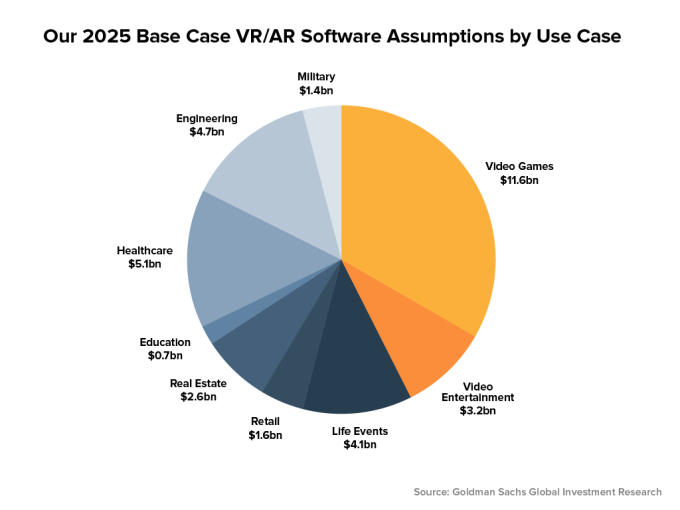 Our 2025 Base Case VR/AR Software Assumptions by Use Case
Military
$1.4bn
Engineering
$4.7bn
Video Games
$11.6bn
Healthcare
$5.1bn
Education
$0.7bn
Real Estate
$2.6bn
Video
Entertainment
$3.2bn
Retail
$1.6bn
Life Events
$4.1bn
Source: Goldman Sachs Global Investment Research